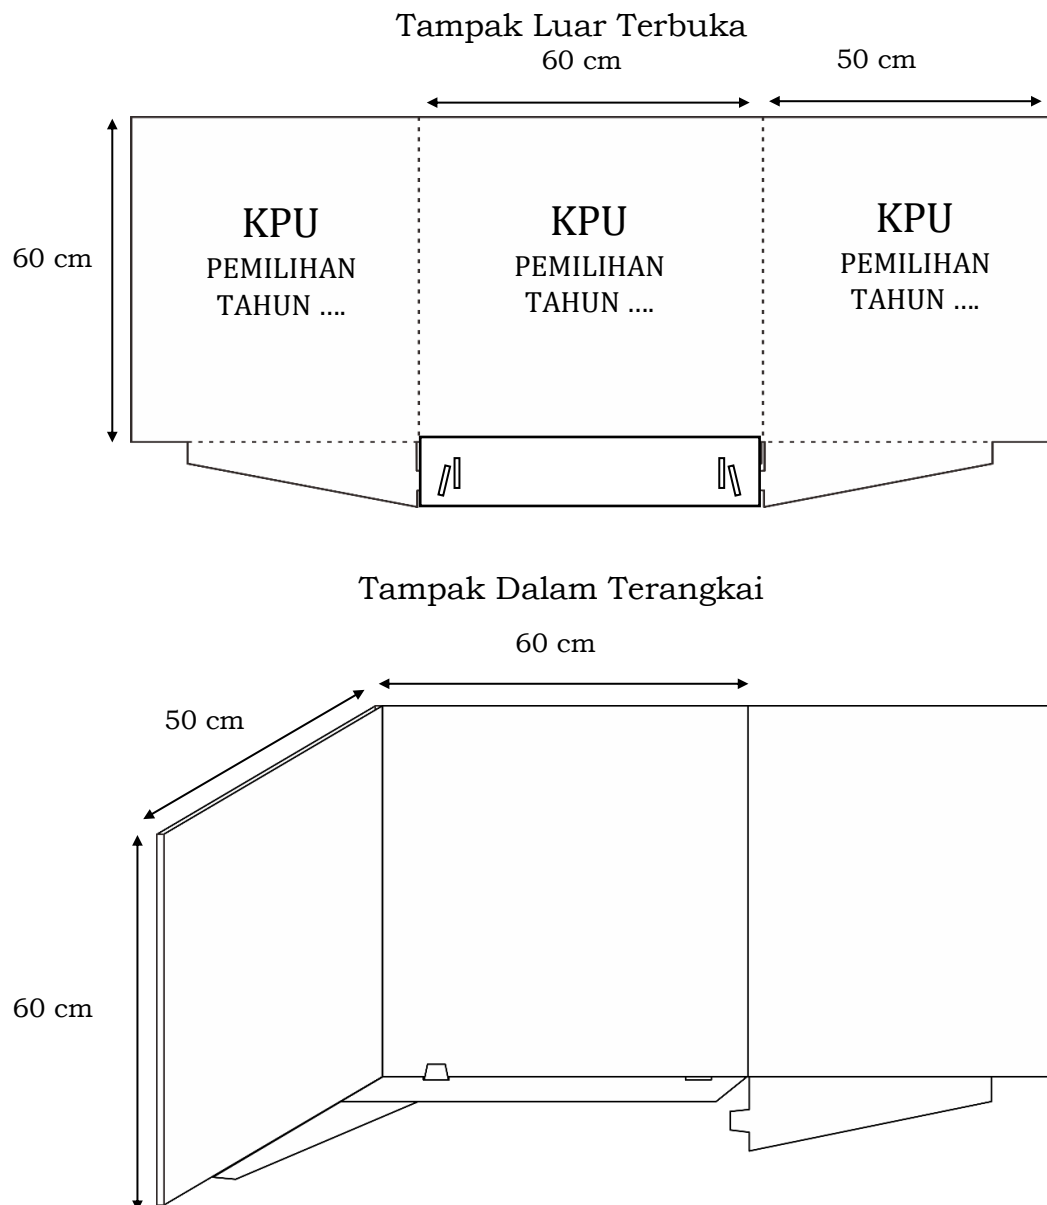 Tampak Luar Terbuka
60 cm
50 cm
60 cm
KPU
PEMILIHAN
TAHUN ....
KPU
PEMILIHAN
TAHUN ....
KPU
PEMILIHAN
TAHUN ....
Tampak Dalam Terangkai
60 cm
50 cm
60 cm